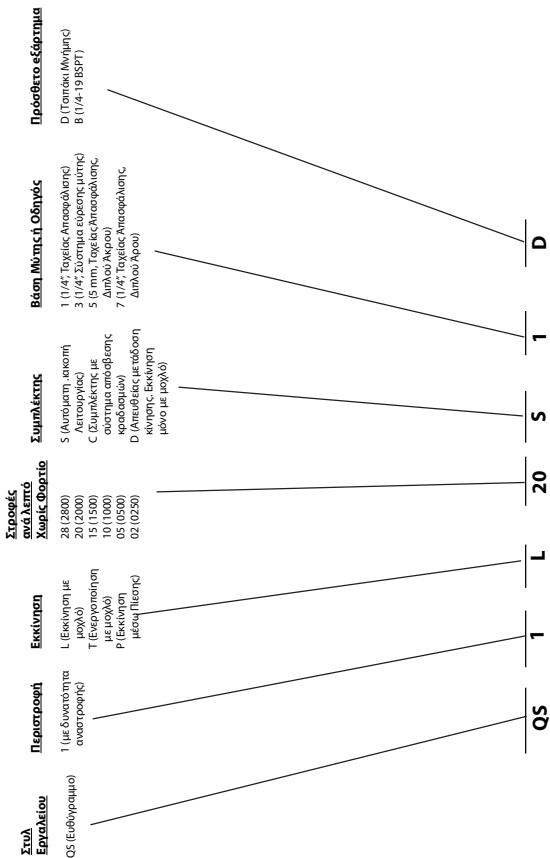 Στυλ
Εργαλείου
QS (Ευθύγραμμο)
Περιστροφή
1 (με δυνατότητα
αναστροφής)
Εκκίνηση
L (Εκκίνηση με
μοχλό)
T (Ενεργοποίηση
με μοχλό)
P (Εκκίνηση
μέσω Πίεσης)
Στροφές
ανά λεπτό
Χωρίς Φορτίο
28 (2800)
20 (2000)
15 (1500)
10 (1000)
05 (0500)
02 (0250)
Συμπλέκτης
S (Αυτόματη .ιακοπή
Λειτουργίας)
C (Συμπλέκτης με
σύστημα απόσβεσης
κραδασμών)
D (Απευθείας μετάδοση
κίνησης. Εκκίνηση
μόνο με μοχλό)
Βάση Μύτης ή Οδηγός
1 (1/4", Ταχείας Απασφάλισης)
3 (1/4", Σύστημα εύρεσης μύτης)
5 (5 mm, Ταχείας Απασφάλισης,
Διπλού Άκρου)
7 (1/4", Ταχείας Απασφάλισης,
Διπλού Άρου)
Πρόσθετο εξάρτημα
D (Τσιπάκι Μνήμης)
B (1/4-19 BSPT)
QS 1 L 20 S 1 D